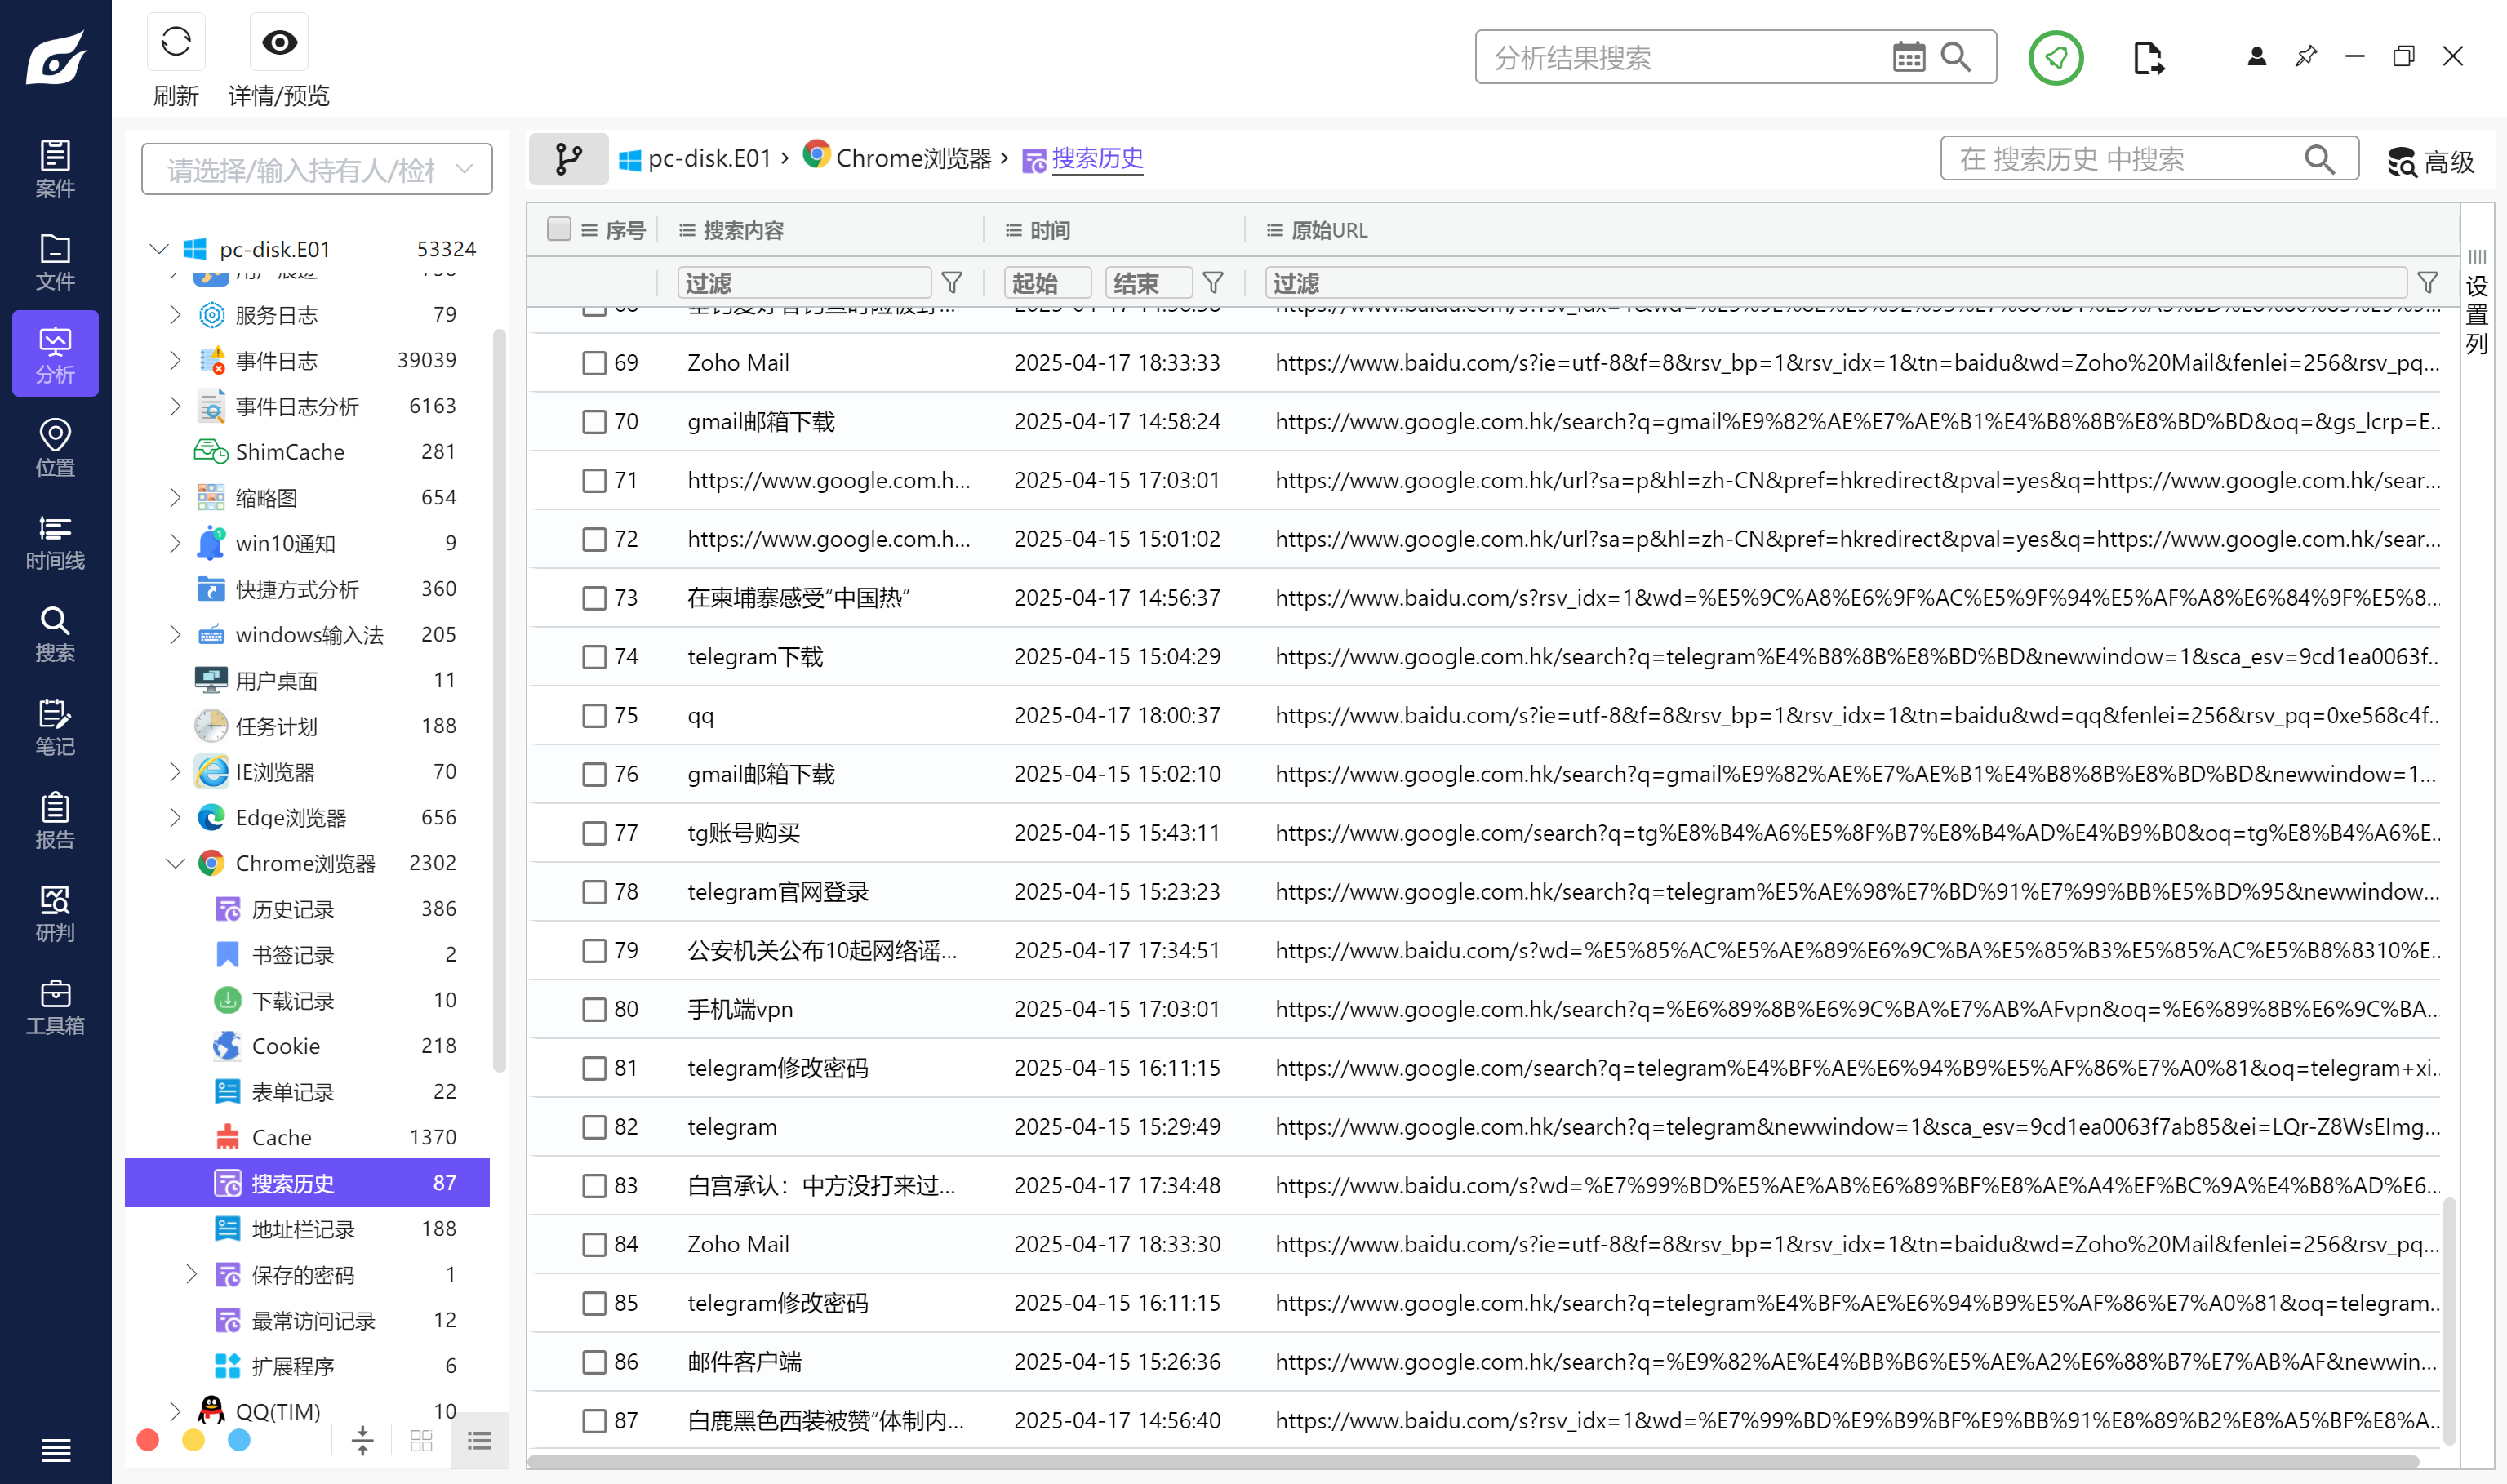 刷新 详情/预览
分析结果搜索
案件
文件
分析
位置
时间线
搜索
笔记
报告
研判
工具箱
请选择/输入持有人/检
pc-disk.E01 53324
服务日志 79
事件日志 39039
事件日志分析 6163
ShimCache 281
缩略图 654
win10通知 9
快捷方式分析 360
windows输入法 205
用户桌面 11
任务计划 188
IE浏览器 70
Edge浏览器 656
Chrome浏览器 2302
历史记录 386
书签记录 2
下载记录 10
Cookie 218
表单记录 22
Cache 1370
搜索历史 87
地址栏记录 188
保存的密码 1
最常访问记录 12
扩展程序 6
QQ(TIM) 10
pc-disk.E01 › Chrome浏览器 › 搜索历史
在 搜索历史 中搜索
高级
设置列
序号 搜索内容 时间 原始URL
过滤 起始 结束 过滤
69 Zoho Mail 2025-04-17 18:33:33 https://www.baidu.com/s?ie=utf-8&f=8&rsv_bp=1&rsv_idx=1&tn=baidu&wd=Zoho%20Mail&fenlei=256&rsv_pq...
70 gmail邮箱下载 2025-04-17 14:58:24 https://www.google.com.hk/search?q=gmail%E9%82%AE%E7%AE%B1%E4%B8%8B%E8%BD%BD&oq=&gs_lcrp=E...
71 https://www.google.com.h... 2025-04-15 17:03:01 https://www.google.com.hk/url?sa=p&hl=zh-CN&pref=hkredirect&pval=yes&q=https://www.google.com.hk/sear...
72 https://www.google.com.h... 2025-04-15 15:01:02 https://www.google.com.hk/url?sa=p&hl=zh-CN&pref=hkredirect&pval=yes&q=https://www.google.com.hk/sear...
73 在柬埔寨感受“中国热” 2025-04-17 14:56:37 https://www.baidu.com/s?rsv_idx=1&wd=%E5%9C%A8%E6%9F%AC%E5%9F%94%E5%AF%A8%E6%84%9F%E5%8...
74 telegram下载 2025-04-15 15:04:29 https://www.google.com.hk/search?q=telegram%E4%B8%8B%E8%BD%BD&newwindow=1&sca_esv=9cd1ea0063f...
75 qq 2025-04-17 18:00:37 https://www.baidu.com/s?ie=utf-8&f=8&rsv_bp=1&rsv_idx=1&tn=baidu&wd=qq&fenlei=256&rsv_pq=0xe568c4f...
76 gmail邮箱下载 2025-04-15 15:02:10 https://www.google.com.hk/search?q=gmail%E9%82%AE%E7%AE%B1%E4%B8%8B%E8%BD%BD&newwindow=1...
77 tg账号购买 2025-04-15 15:43:11 https://www.google.com/search?q=tg%E8%B4%A6%E5%8F%B7%E8%B4%AD%E4%B9%B0&oq=tg%E8%B4%A6%E...
78 telegram官网登录 2025-04-15 15:23:23 https://www.google.com.hk/search?q=telegram%E5%AE%98%E7%BD%91%E7%99%BB%E5%BD%95&newwindow...
79 公安机关公布10起网络谣... 2025-04-17 17:34:51 https://www.baidu.com/s?wd=%E5%85%AC%E5%AE%89%E6%9C%BA%E5%85%B3%E5%85%AC%E5%B8%8310%E...
80 手机端vpn 2025-04-15 17:03:01 https://www.google.com.hk/search?q=%E6%89%8B%E6%9C%BA%E7%AB%AFvpn&oq=%E6%89%8B%E6%9C%BA...
81 telegram修改密码 2025-04-15 16:11:15 https://www.google.com/search?q=telegram%E4%BF%AE%E6%94%B9%E5%AF%86%E7%A0%81&oq=telegram+xi...
82 telegram 2025-04-15 15:29:49 https://www.google.com.hk/search?q=telegram&newwindow=1&sca_esv=9cd1ea0063f7ab85&ei=LQr-Z8WsEImg...
83 白宫承认：中方没打来过... 2025-04-17 17:34:48 https://www.baidu.com/s?wd=%E7%99%BD%E5%AE%AB%E6%89%BF%E8%AE%A4%EF%BC%9A%E4%B8%AD%E6...
84 Zoho Mail 2025-04-17 18:33:30 https://www.baidu.com/s?ie=utf-8&f=8&rsv_bp=1&rsv_idx=1&tn=baidu&wd=Zoho%20Mail&fenlei=256&rsv_pq...
85 telegram修改密码 2025-04-15 16:11:15 https://www.google.com.hk/search?q=telegram%E4%BF%AE%E6%94%B9%E5%AF%86%E7%A0%81&oq=telegram...
86 邮件客户端 2025-04-15 15:26:36 https://www.google.com.hk/search?q=%E9%82%AE%E4%BB%B6%E5%AE%A2%E6%88%B7%E7%AB%AF&newwin...
87 白鹿黑色西装被赞“体制内... 2025-04-17 14:56:40 https://www.baidu.com/s?rsv_idx=1&wd=%E7%99%BD%E9%B9%BF%E9%BB%91%E8%89%B2%E8%A5%BF%E8%A...